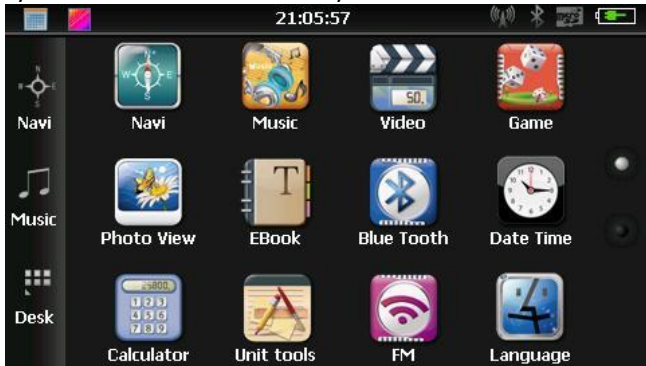 21:05:57
Navi
Navi
Music
Video
Game
Music
Photo View
EBook
Blue Tooth
Date Time
Desk
Calculator
Unit tools
FM
Language